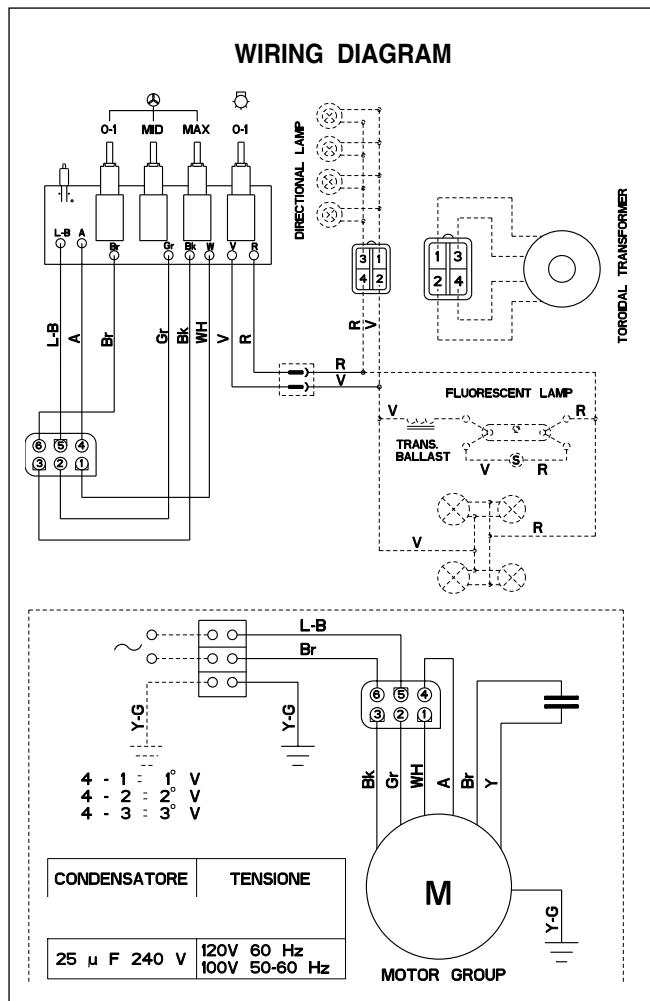 WIRING DIAGRAM
0-1 MID MAX 0-1
L-B A Br Gr Bk W V R
L-B A Br Gr Bk WH V R
6 5 4
3 2 1
DIRECTIONAL LAMP
3 1
4 2
R V
1 3
2 4
TOROIDAL TRANSFORMER
R
V
FLUORESCENT LAMP
V R
TRANS.
BALLAST
V S R
R
V
L-B
Br
Y-G Y-G
6 5 4
3 2 1
4 - 1 = 1° V
4 - 2 = 2° V
4 - 3 = 3° V
Bk Gr WH A Br Y
M
Y-G
MOTOR GROUP
CONDENSATORE TENSIONE
25 µ F 240 V
120V 60 Hz
100V 50-60 Hz